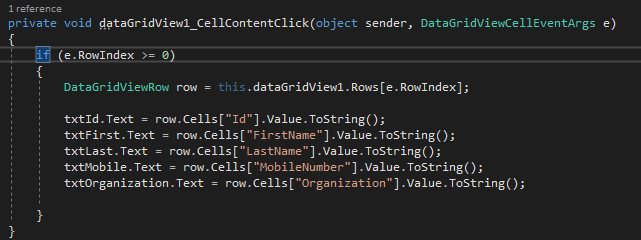 1 reference
private void dataGridView1_CellContentClick(object sender, DataGridViewCellEventArgs e)
{
if (e.RowIndex >= 0)
{
DataGridViewRow row = this.dataGridView1.Rows[e.RowIndex];
txtId.Text = row.Cells["Id"].Value.ToString();
txtFirst.Text = row.Cells["FirstName"].Value.ToString();
txtLast.Text = row.Cells["LastName"].Value.ToString();
txtMobile.Text = row.Cells["MobileNumber"].Value.ToString();
txtOrganization.Text = row.Cells["Organization"].Value.ToString();
}
}